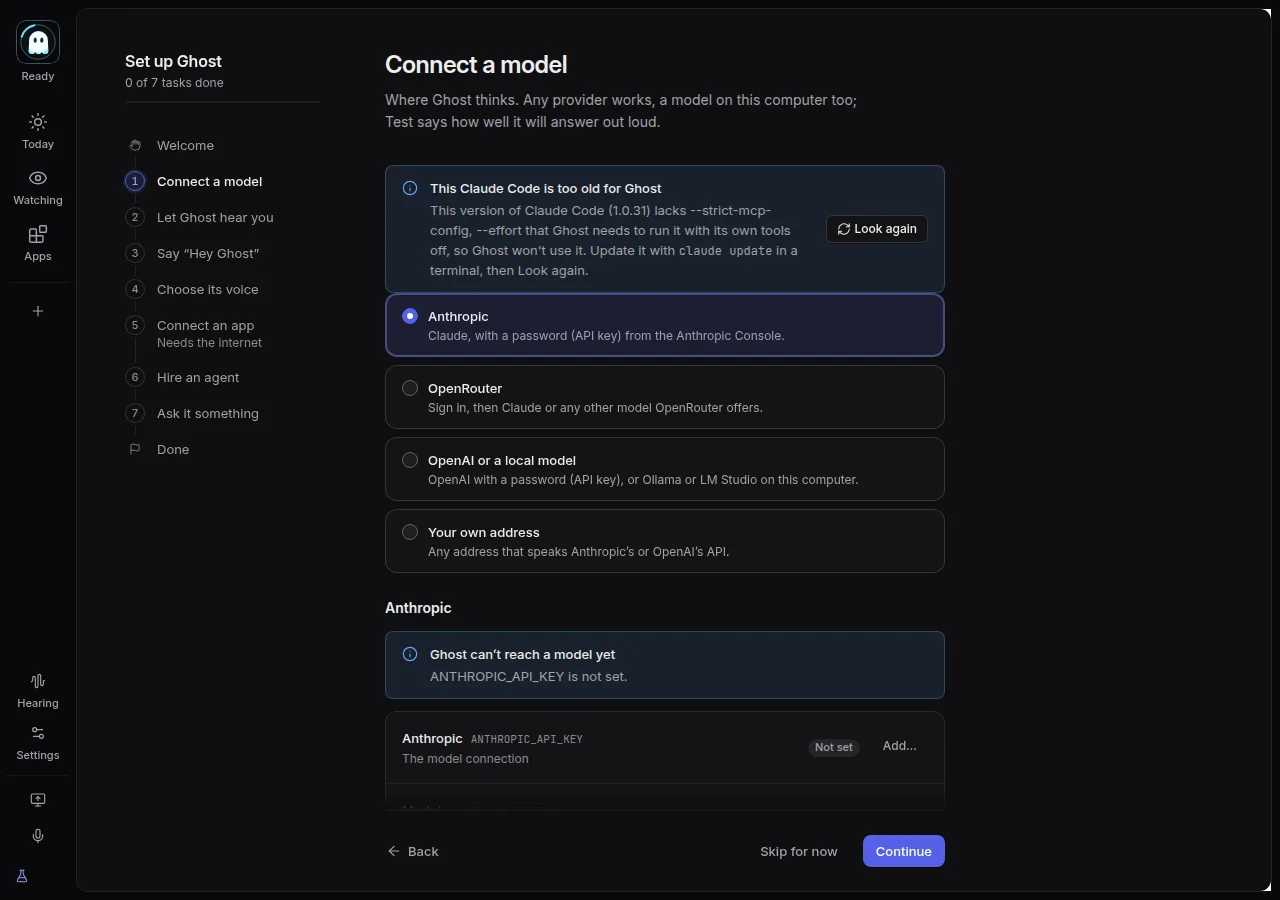 Ready
Today
Watching
Apps
Hearing
Settings
Set up Ghost
0 of 7 tasks done
Welcome
1 Connect a model
2 Let Ghost hear you
3 Say “Hey Ghost”
4 Choose its voice
5 Connect an app
Needs the internet
6 Hire an agent
7 Ask it something
Done
Connect a model
Where Ghost thinks. Any provider works, a model on this computer too;
Test says how well it will answer out loud.
This Claude Code is too old for Ghost
This version of Claude Code (1.0.31) lacks --strict-mcp-
config, --effort that Ghost needs to run it with its own tools
off, so Ghost won't use it. Update it with claude update in a
terminal, then Look again.
Look again
Anthropic
Claude, with a password (API key) from the Anthropic Console.
OpenRouter
Sign in, then Claude or any other model OpenRouter offers.
OpenAI or a local model
OpenAI with a password (API key), or Ollama or LM Studio on this computer.
Your own address
Any address that speaks Anthropic’s or OpenAI’s API.
Anthropic
Ghost can’t reach a model yet
ANTHROPIC_API_KEY is not set.
Anthropic ANTHROPIC_API_KEY
The model connection
Not set
Add...
Back
Skip for now
Continue